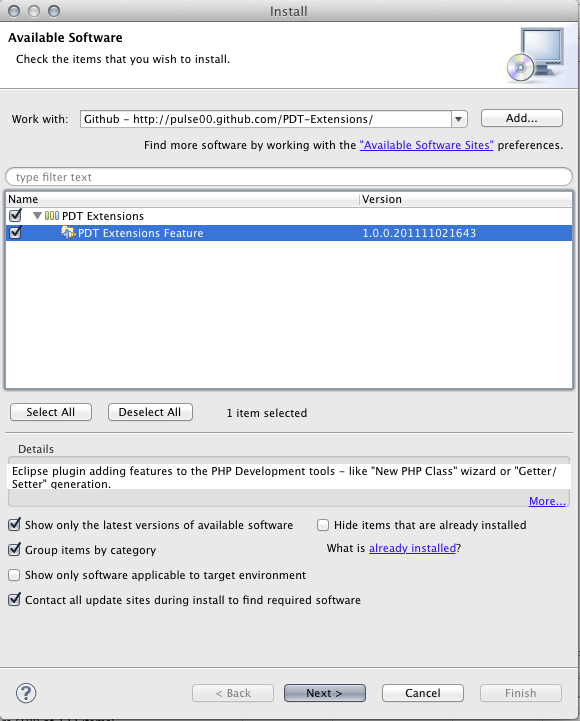 Install
Available Software
Check the items that you wish to install.
Work with: Github - http://pulse00.github.com/PDT-Extensions/ Add...
Find more software by working with the "Available Software Sites" preferences.
type filter text
Name Version
PDT Extensions
PDT Extensions Feature 1.0.0.201111021643
Select All Deselect All 1 item selected
Details
Eclipse plugin adding features to the PHP Development tools - like "New PHP Class" wizard or "Getter/
Setter" generation.
More...
Show only the latest versions of available software Hide items that are already installed
Group items by category What is already installed?
Show only software applicable to target environment
Contact all update sites during install to find required software
? < Back Next > Cancel Finish